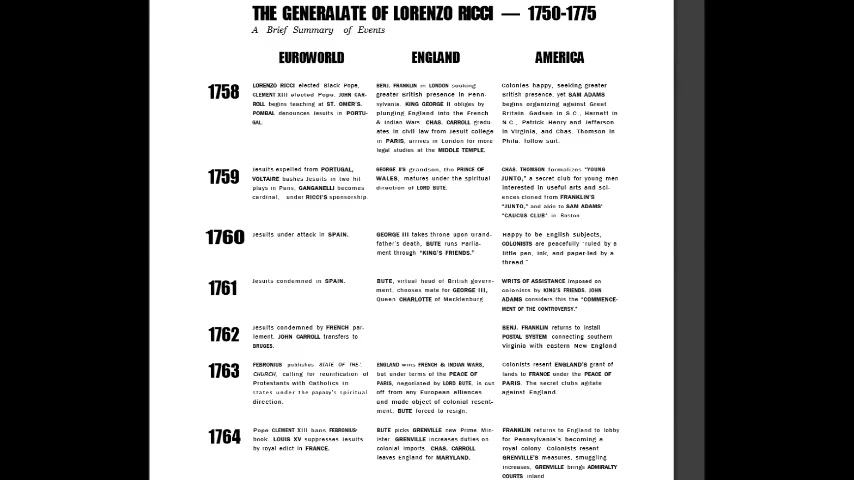 THE GENERALATE OF LORENZO RICCI — 1750-1775
A Brief Summary of Events
EUROWORLD
ENGLAND
AMERICA
1758
LORENZO RICCI elected Black Pope,
CLEMENT XIII elected Pope. JOHN CAR-
ROLL begins teaching at ST. OMER'S.
POMBAL denounces Jesuits in PORTU-
GAL.
BENJ. FRANKLIN in LONDON seeking
greater British presence in Penn-
sylvania. KING GEORGE II obliges by
plunging England into the French
& Indian Wars. CHAS. CARROLL gradu-
ates in civil law from Jesuit college
in PARIS, arrives in London for more
legal studies at the MIDDLE TEMPLE.
Colonies happy, seeking greater
British presence, yet SAM ADAMS
begins organizing against Great
Britain. Gadsen in S.C., Harnett in
N.C., Patrick Henry and Jefferson
in Virginia, and Chas. Thomson in
Phila. follow suit.
1759
Jesuits expelled from PORTUGAL,
VOLTAIRE bashes Jesuits in two hit
plays in Paris, GANGANELLI becomes
cardinal, under RICCI'S sponsorship.
GEORGE II's grandson, the PRINCE OF
WALES, matures under the spiritual
direction of LORD BUTE.
CHAS. THOMSON formalizes "YOUNG
JUNTO," a secret club for young men
interested in useful arts and sci-
ences cloned from FRANKLIN'S
"JUNTO," and akin to SAM ADAMS'
"CAUCUS CLUB" in Boston
1760
Jesuits under attack in SPAIN.
GEORGE III takes throne upon grand-
father's death, BUTE runs Parlia-
ment through "KING'S FRIENDS."
Happy to be English subjects,
COLONISTS are peacefully "ruled by a
little pen, ink, and paper-led by a
thread."
1761
Jesuits condemned in SPAIN.
BUTE, virtual head of British govern-
ment, chooses mate for GEORGE III,
Queen CHARLOTTE of Mecklenburg
WRITS OF ASSISTANCE imposed on
colonists by KING'S FRIENDS. JOHN
ADAMS considers this the "COMMENCE-
MENT OF THE CONTROVERSY."
1762
Jesuits condemned by FRENCH par-
lement. JOHN CARROLL transfers to
BRUGES.
BENJ. FRANKLIN returns to install
POSTAL SYSTEM connecting southern
Virginia with eastern New England
1763
FEBRONIUS publishes STATE OF THE
CHURCH, calling for reunification of
Protestants with Catholics in
states under the papacy's spiritual
direction.
ENGLAND wins FRENCH & INDIAN WARS,
but under terms of the PEACE OF
PARIS, negotiated by LORD BUTE, is cut
off from any European alliances
and made object of colonial resent-
ment. BUTE forced to resign.
Colonists resent ENGLAND'S grant of
lands to FRANCE under the PEACE OF
PARIS. The secret clubs agitate
against England.
1764
Pope CLEMENT XIII bans FEBRONIUS'
book. LOUIS XV suppresses Jesuits
by royal edict in FRANCE.
BUTE picks GRENVILLE new Prime Min-
ister. GRENVILLE increases duties on
colonial imports. CHAS. CARROLL
leaves England for MARYLAND.
FRANKLIN returns to England to lobby
for Pennsylvania's becoming a
royal colony. Colonists resent
GRENVILLE'S measures, smuggling
increases, GRENVILLE brings ADMIRALTY
COURTS inland